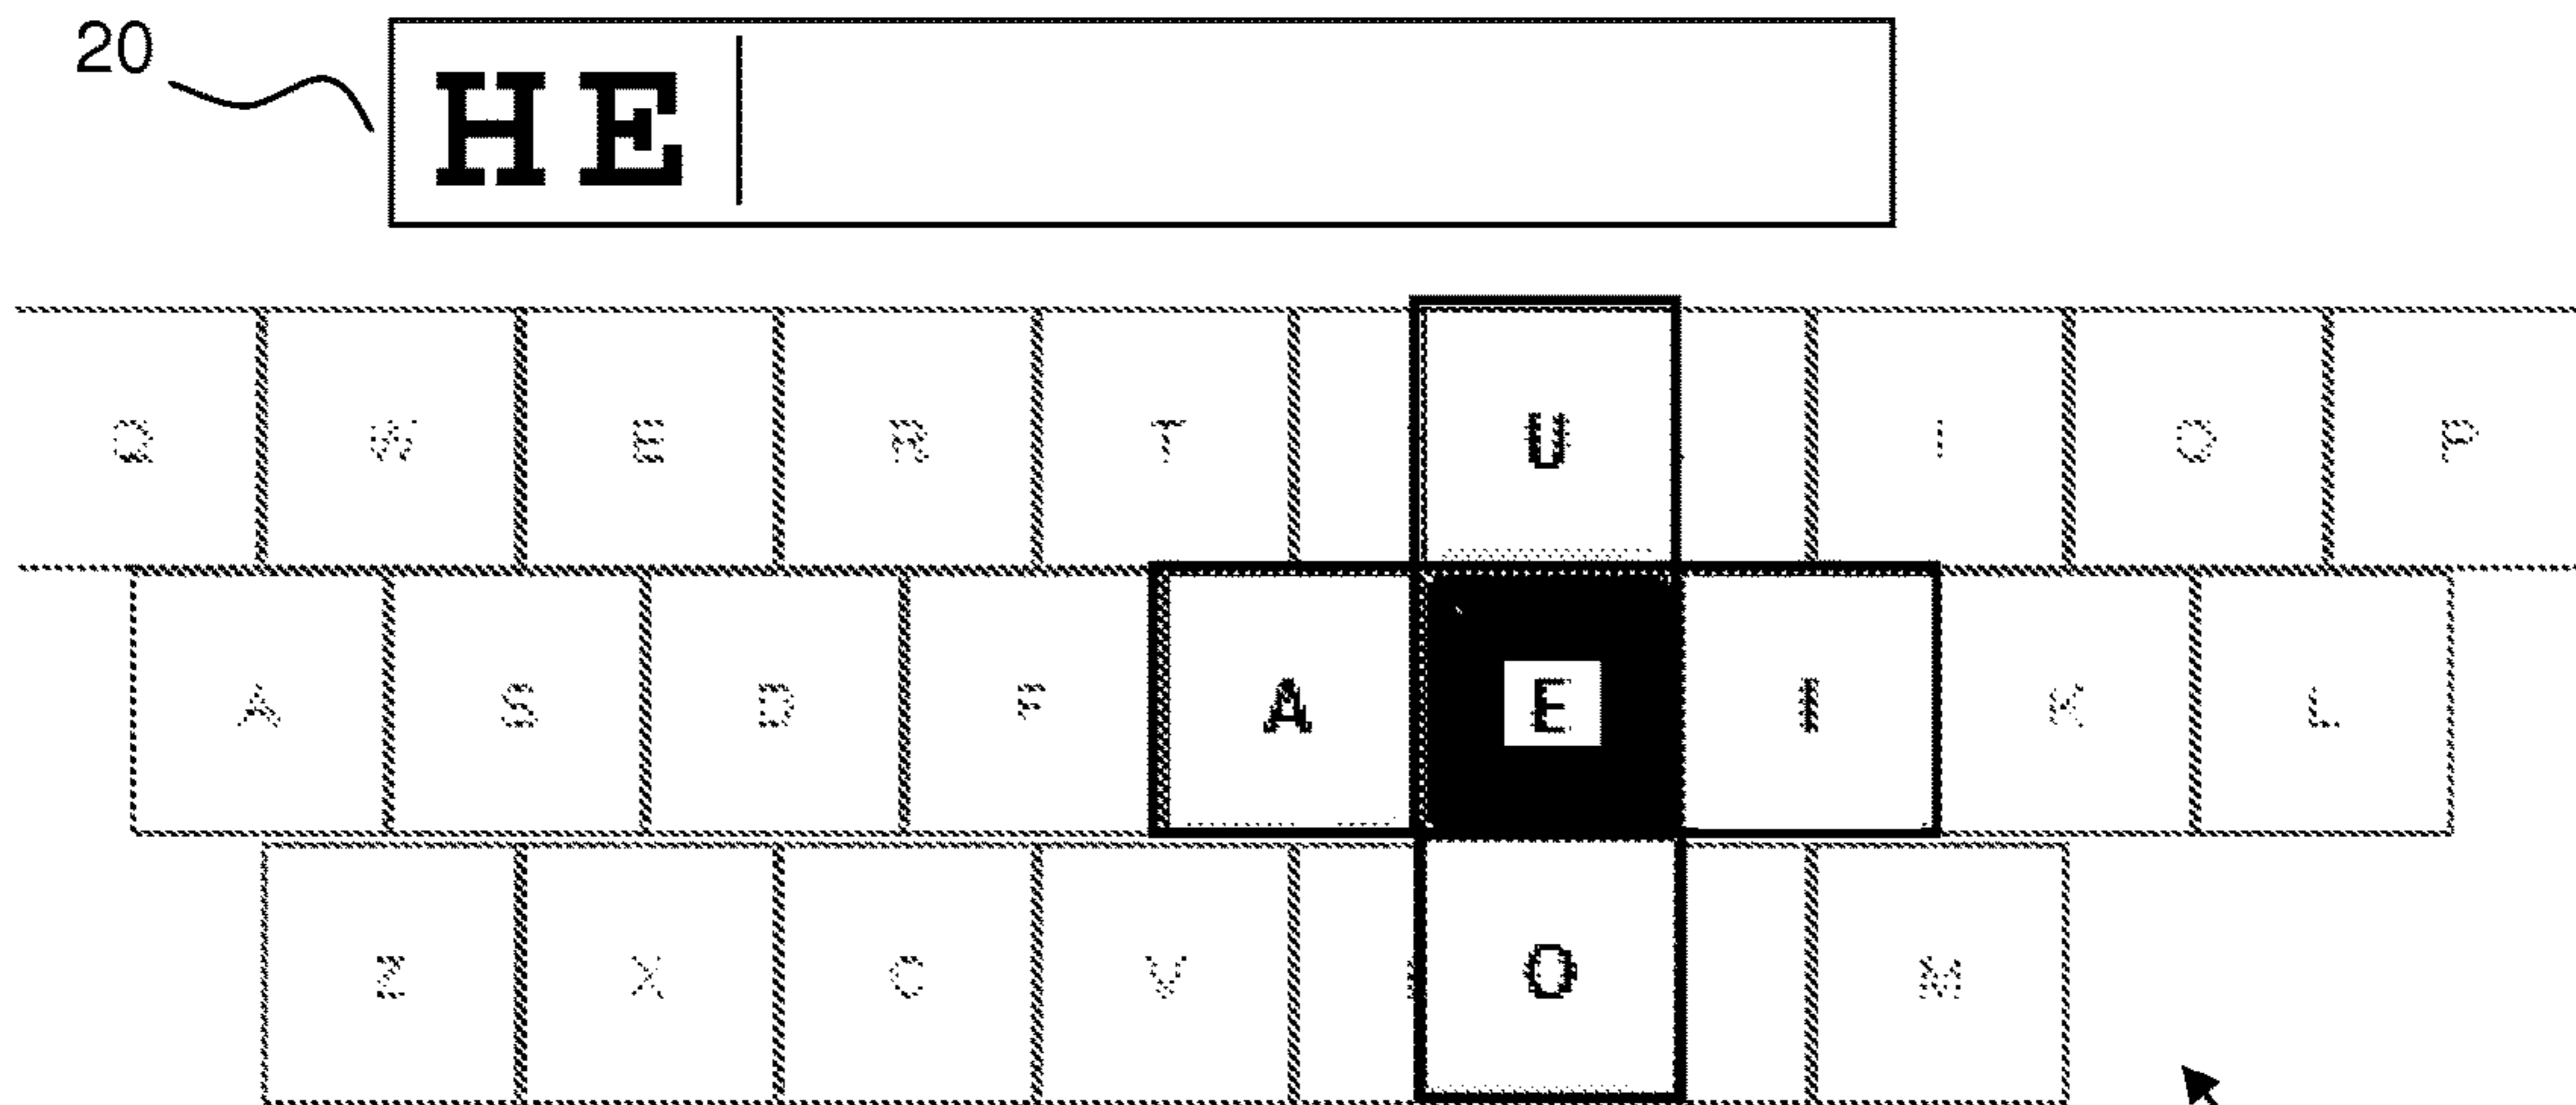 20
HE
Q W E R T U I O P
A S D F A E I K L
Z X C V O M